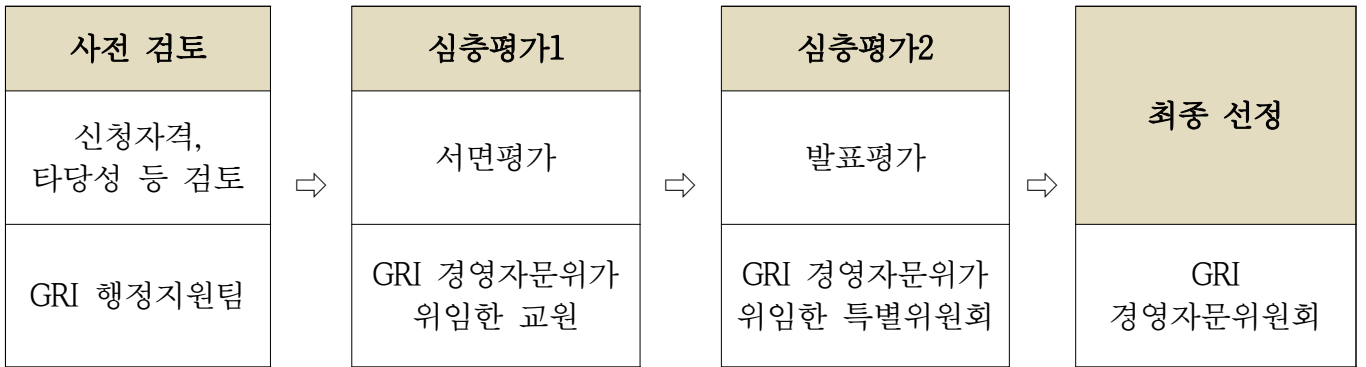 사전 검토
신청자격,
타당성 등 검토
GRI 행정지원팀
⇨
심층평가1
서면평가
GRI 경영자문위가
위임한 교원
⇨
심층평가2
발표평가
GRI 경영자문위가
위임한 특별위원회
⇨
최종 선정
GRI
경영자문위원회